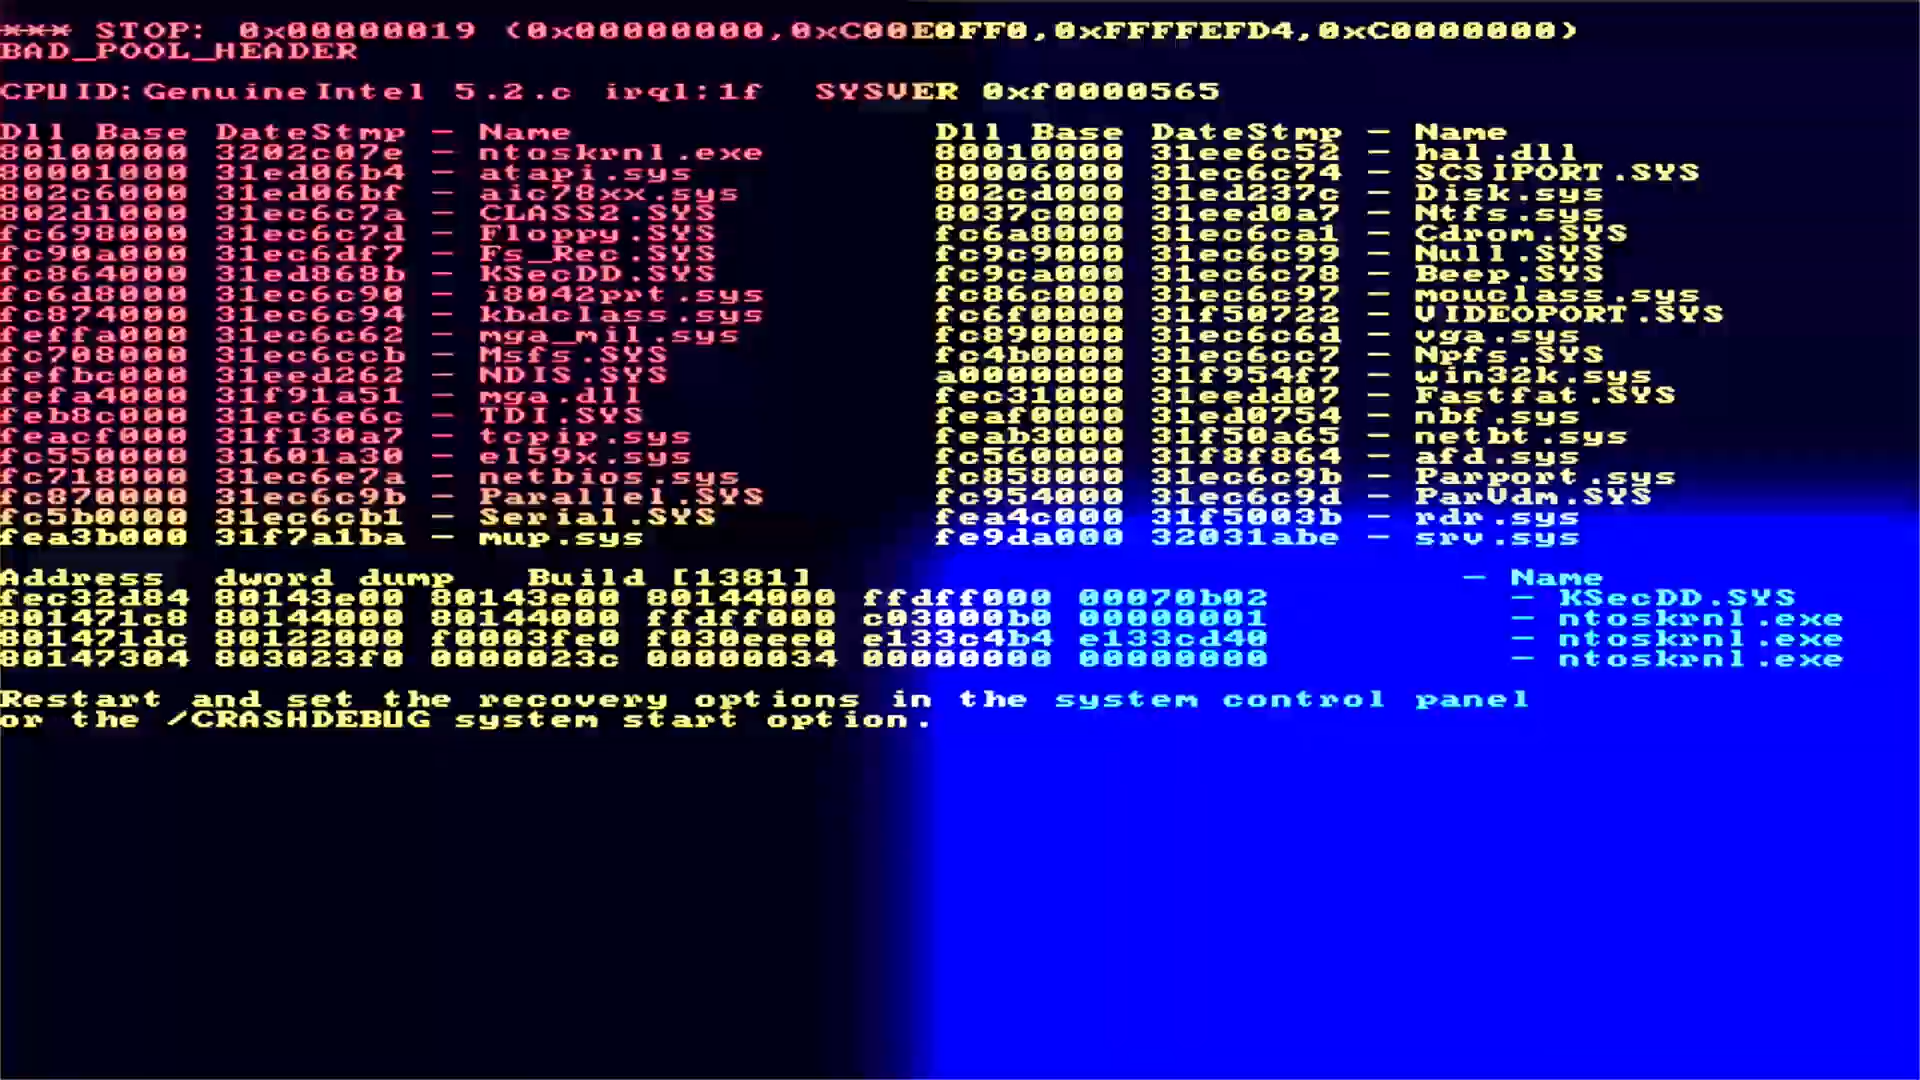 *** STOP: 0x00000019 (0x00000000,0xC00E0FF0,0xFFFFEFD4,0xC0000000)
BAD_POOL_HEADER
CPUID:GenuineIntel 5.2.c irql:1f SYSVER 0xf0000565
Dll Base DateStmp - Name Dll Base DateStmp - Name
80100000 3202c07e - ntoskrnl.exe 80010000 31ee6c52 - hal.dll
80001000 31ed06b4 - atapi.sys 80006000 31ec6c74 - SCSIPORT.SYS
802c6000 31ed06bf - aic78xx.sys 802cd000 31ed237c - Disk.sys
802d1000 31ec6c7a - CLASS2.SYS 8037c000 31eed0a7 - Ntfs.sys
fc698000 31ec6c7d - Floppy.SYS fc6a8000 31ec6ca1 - Cdrom.SYS
fc90a000 31ec6df7 - Fs_Rec.SYS fc9c9000 31ec6c99 - Null.SYS
fc864000 31ed868b - KSecDD.SYS fc9ca000 31ec6c78 - Beep.SYS
fc6d8000 31ec6c90 - i8042prt.sys fc86c000 31ec6c97 - mouclass.sys
fc874000 31ec6c94 - kbdclass.sys fc6f0000 31f50722 - VIDEOPORT.SYS
feffa000 31ec6c62 - mga_mil.sys fc890000 31ec6c6d - vga.sys
fc708000 31ec6ccb - Msfs.SYS fc4b0000 31ec6cc7 - Npfs.SYS
fefbc000 31eed262 - NDIS.SYS a0000000 31f954f7 - win32k.sys
fefa4000 31f91a51 - mga.dll fec31000 31eedd07 - Fastfat.SYS
feb8c000 31ec6e6c - TDI.SYS feaf0000 31ed0754 - nbf.sys
feacf000 31f130a7 - tcpip.sys feab3000 31f50a65 - netbt.sys
fc550000 31601a30 - el59x.sys fc560000 31f8f864 - afd.sys
fc718000 31ec6e7a - netbios.sys fc858000 31ec6c9b - Parport.sys
fc870000 31ec6c9b - Parallel.SYS fc954000 31ec6c9d - ParVdm.SYS
fc5b0000 31ec6cb1 - Serial.SYS fea4c000 31f5003b - rdr.sys
fea3b000 31f7a1ba - mup.sys fe9da000 32031abe - srv.sys
Address dword dump Build [1381] - Name
fec32d84 80143e00 80143e00 80144000 ffdff000 00070b02 - KSecDD.SYS
801471c8 80144000 80144000 ffdff000 c03000b0 00000001 - ntoskrnl.exe
801471dc 80122000 f0003fe0 f030eee0 e133c4b4 e133cd40 - ntoskrnl.exe
80147304 803023f0 0000023c 00000034 00000000 00000000 - ntoskrnl.exe
Restart and set the recovery options in the system control panel
or the /CRASHDEBUG system start option.